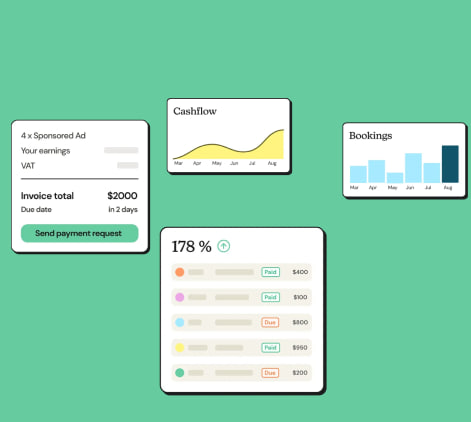 4 x Sponsored Ad
Your earnings
VAT
Invoice total $2000
Due date in 2 days
Send payment request
Cashflow
Mar Apr May Jun Jul Aug
Bookings
Mar Apr May Jun Jul Aug
178 %
Paid $400
Paid $100
Due $800
Paid $950
Due $200